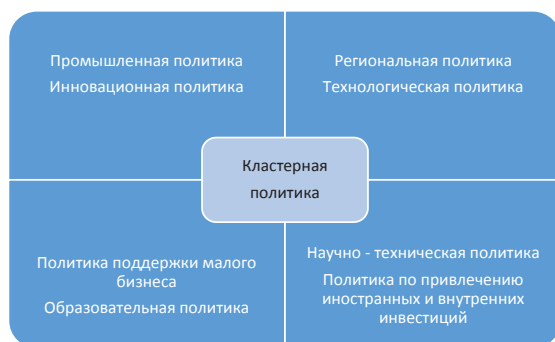 Промышленная политика
Инновационная политика
Региональная политика
Технологическая политика
Кластерная
политика
Политика поддержки малого
бизнеса
Образовательная политика
Научно - техническая политика
Политика по привлечению
иностранных и внутренних
инвестиций